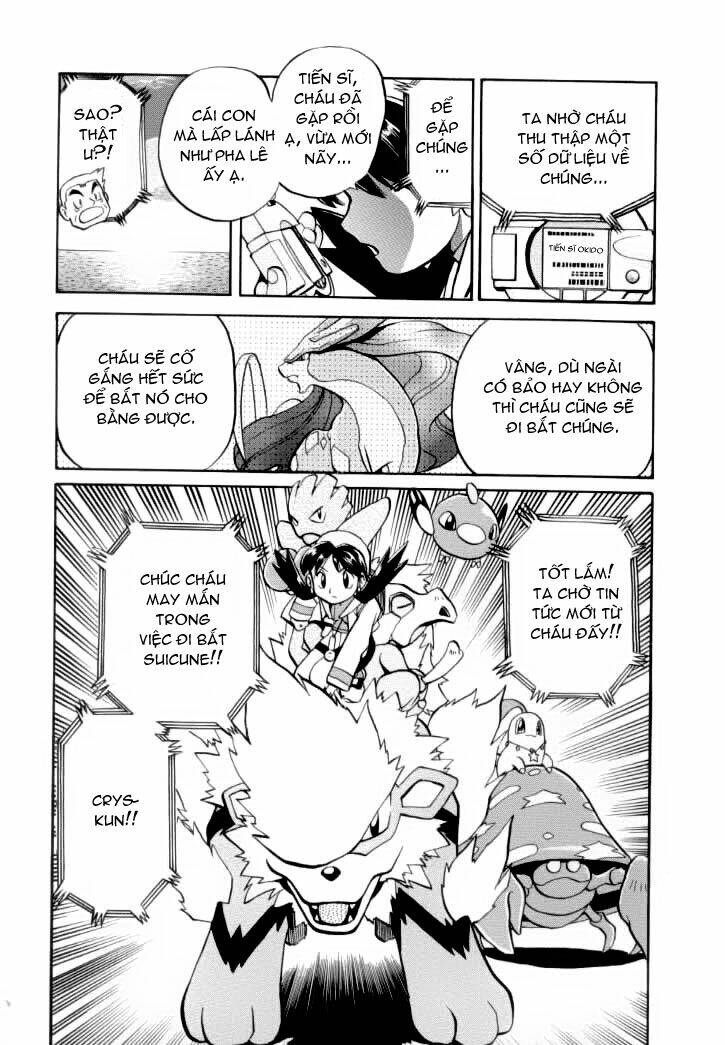 TA NHỜ CHÁU
THU THẬP MỘT
SỐ DỮ LIỆU VỀ
CHÚNG...
TIẾN SĨ OKIDO
ĐỂ
GẶP
CHÚNG
...
TIẾN SĨ,
CHÁU ĐÃ
GẶP RỒI
Ạ, VỪA MỚI
NÃY...
CÁI CON
MÀ LẤP LÁNH
NHƯ PHA LÊ
ẤY Ạ.
SAO?
THẬT
Ư?!
VÂNG, DÙ NGÀI
CÓ BẢO HAY KHÔNG
THÌ CHÁU CŨNG SẼ
ĐI BẮT CHÚNG.
CHÁU SẼ CỐ
GẮNG HẾT SỨC
ĐỂ BẮT NÓ CHO
BẰNG ĐƯỢC.
TỐT LẮM!
TA CHỜ TIN
TỨC MỚI TỪ
CHÁU ĐẤY!!
CHÚC CHÁU
MAY MẮN
TRONG
VIỆC ĐI BẮT
SUICUNE!!
CRYS-
KUN!!